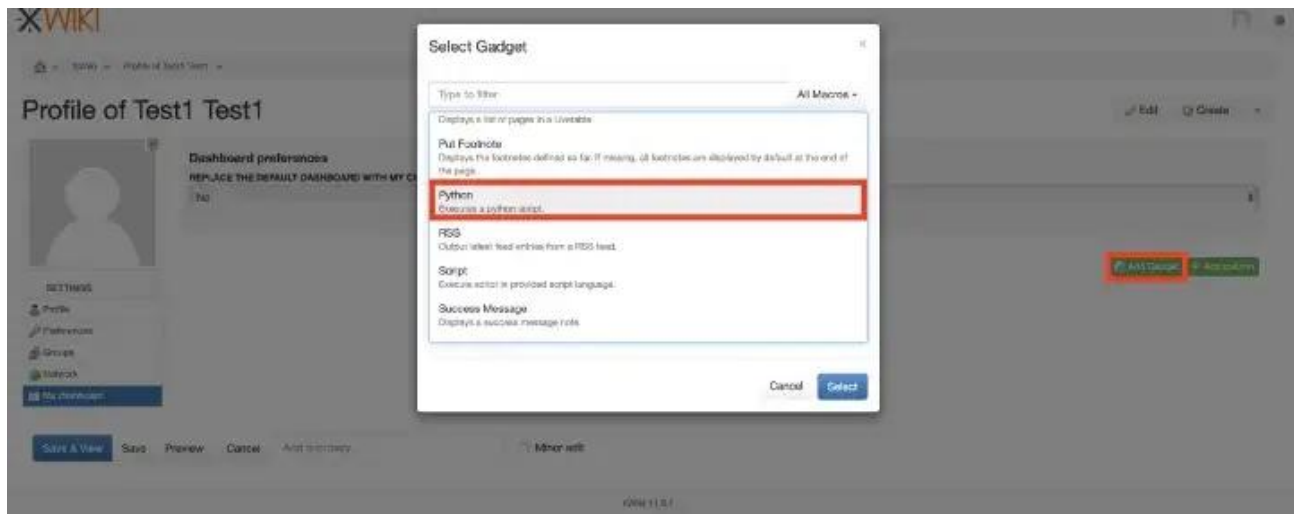 XWIKI
Profile of Test1 Test1
Edit
Create
Dashboard preferences
REPLACE THE DEFAULT DASHBOARD WITH MY
No
SETTINGS
Profile
Preferences
Groups
Network
My dashboard
Select Gadget
×
Type to filter
All Macros
Displays a list of pages in a Livetable
Put Footnote
Displays the footnotes defined so far. If missing, all footnotes are displayed by default at the end of
the page.
Python
Executes a python script.
RSS
Output latest feed entries from a RSS feed.
Script
Execute script in provided script language.
Success Message
Displays a success message note
Cancel
Select
Add Gadget
Add column
Save & View
Save
Preview
Cancel
Minor edit